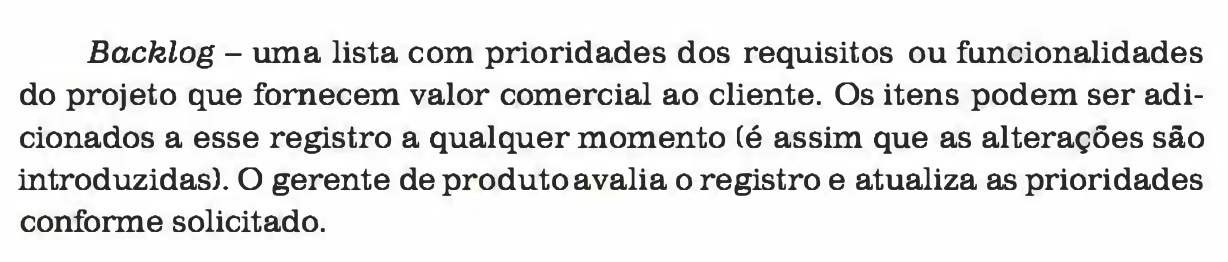 Backlog – uma lista com prioridades dos requisitos ou funcionalidades
do projeto que fornecem valor comercial ao cliente. Os itens podem ser adi-
cionados a esse registro a qualquer momento (é assim que as alterações são
introduzidas). O gerente de produto avalia o registro e atualiza as prioridades
conforme solicitado.